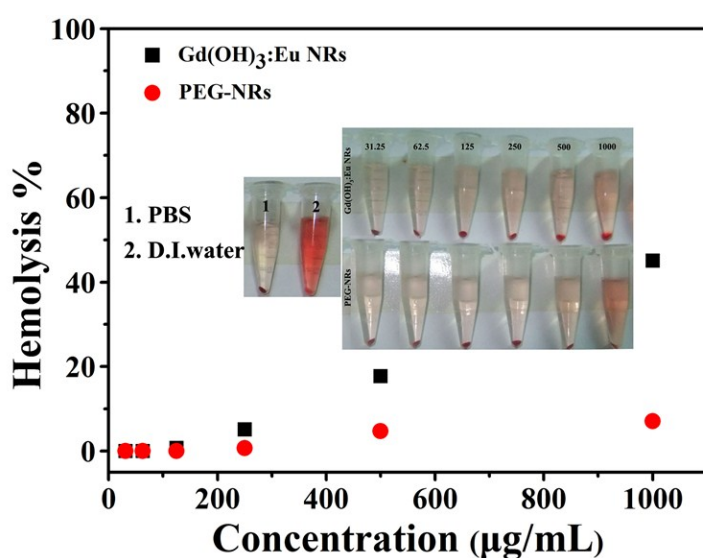 100
80
60
40
20
0
Hemolysis %
Gd(OH)3:Eu NRs
PEG-NRs
1. PBS
2. D.I.water
1
2
Gd(OH)3:Eu NRs
31.25
62.5
125
250
500
1000
PEG-NRs
0
200
400
600
800
1000
Concentration (µg/mL)